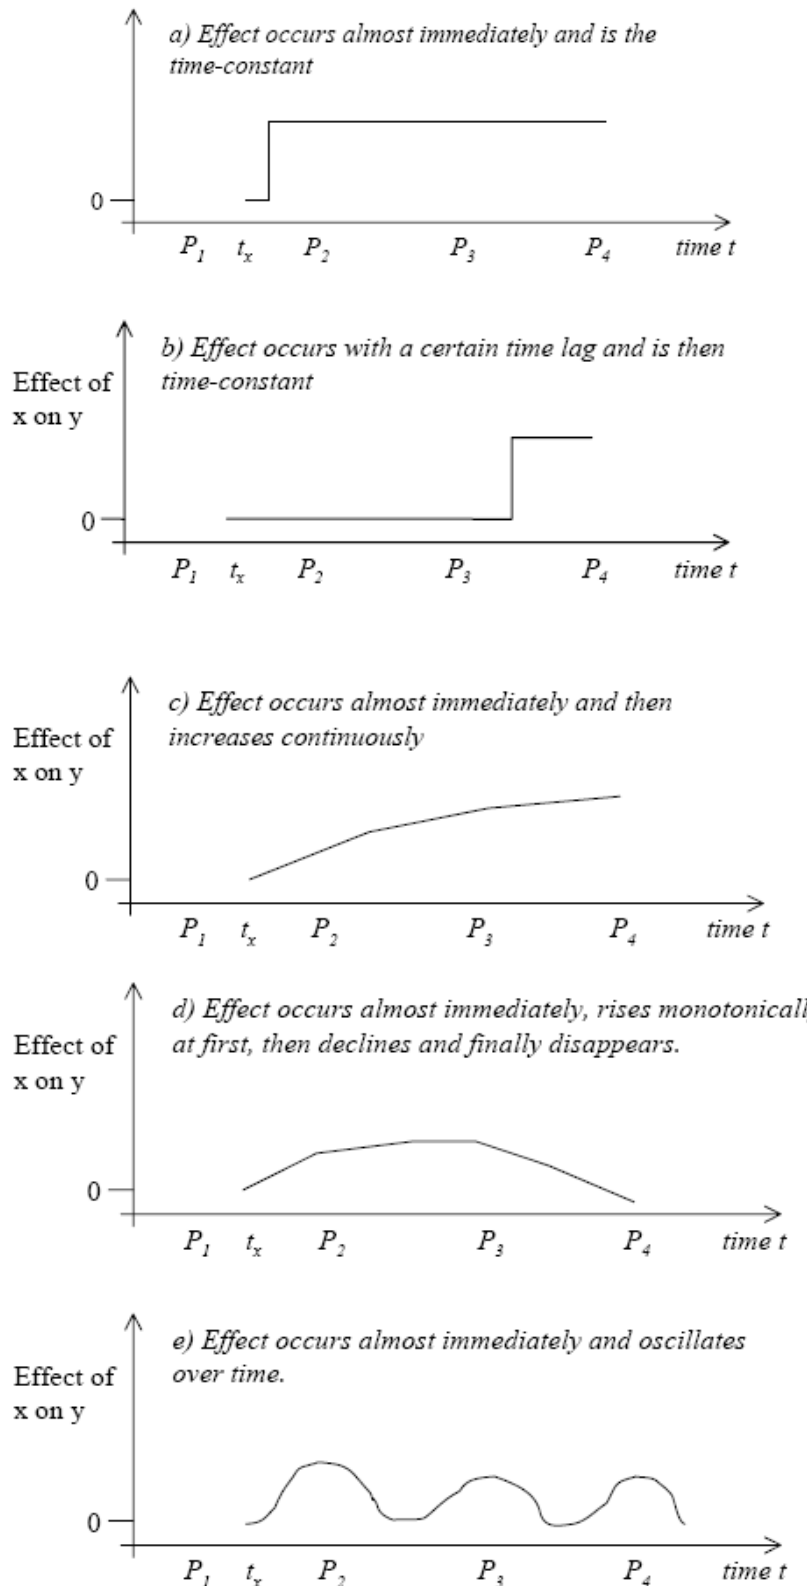 a) Effect occurs almost immediately and is the
time-constant
0
P₁ tₓ P₂ P₃ P₄ time t
b) Effect occurs with a certain time lag and is then
time-constant
Effect of
x on y
0
P₁ tₓ P₂ P₃ P₄ time t
c) Effect occurs almost immediately and then
increases continuously
Effect of
x on y
0
P₁ tₓ P₂ P₃ P₄ time t
d) Effect occurs almost immediately, rises monotonicall
at first, then declines and finally disappears.
Effect of
x on y
0
P₁ tₓ P₂ P₃ P₄ time t
e) Effect occurs almost immediately and oscillates
over time.
Effect of
x on y
0
P₁ tₓ P₂ P₃ P₄ time t